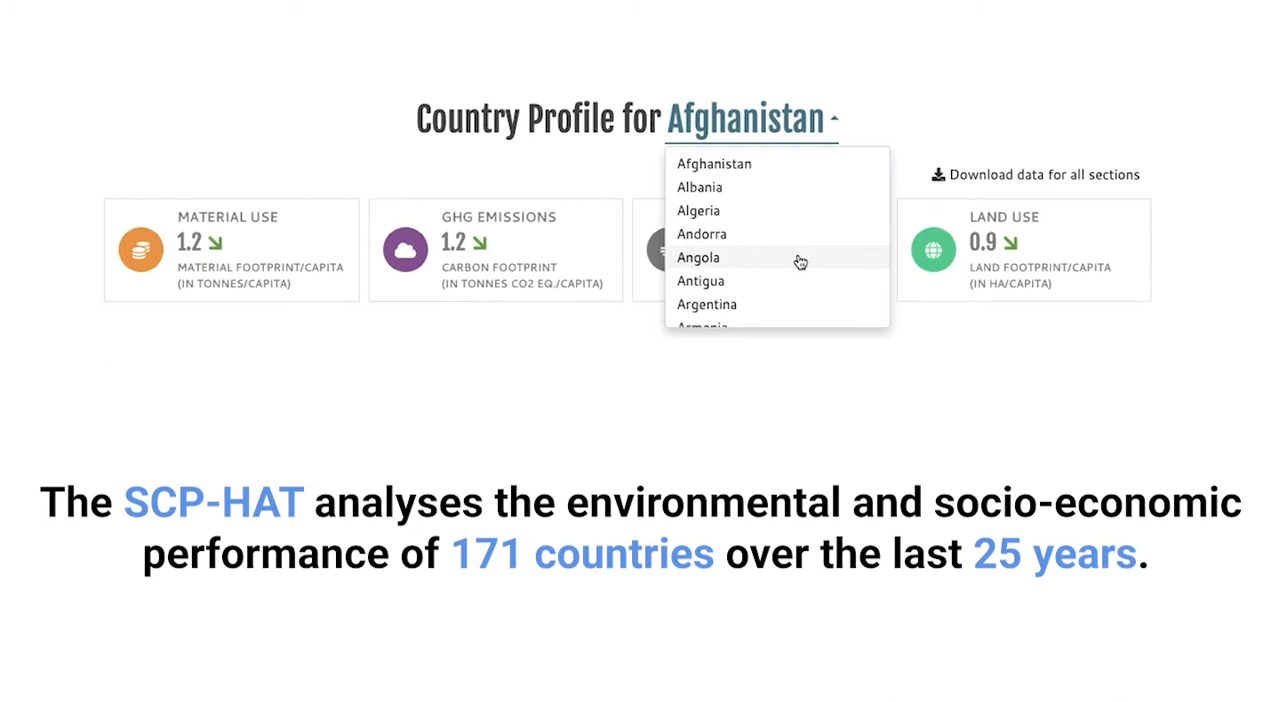 Country Profile for Afghanistan
Afghanistan
Albania
Algeria
Andorra
Angola
Antigua
Argentina
Armenia
Download data for all sections
MATERIAL USE
1.2
MATERIAL FOOTPRINT/CAPITA
(IN TONNES/CAPITA)
GHG EMISSIONS
1.2
CARBON FOOTPRINT
(IN TONNES CO2 EQ./CAPITA)
LAND USE
0.9
LAND FOOTPRINT/CAPITA
(IN HA/CAPITA)
The SCP-HAT analyses the environmental and socio-economic
performance of 171 countries over the last 25 years.